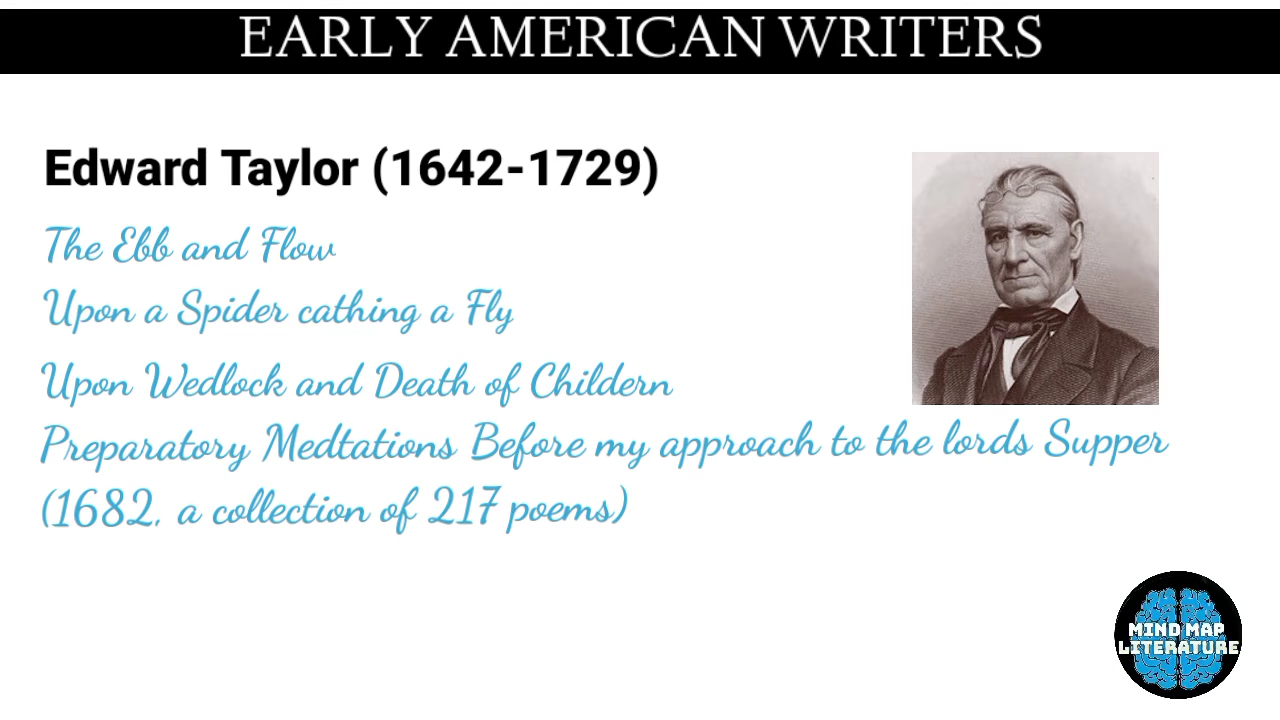 EARLY AMERICAN WRITERS
Edward Taylor (1642-1729)
The Ebb and Flow
Upon a Spider cathing a Fly
Upon Wedlock and Death of Childern
Preparatory Medtations Before my approach to the lords Supper
(1682, a collection of 217 poems)
MIND MAP
LITERATURE